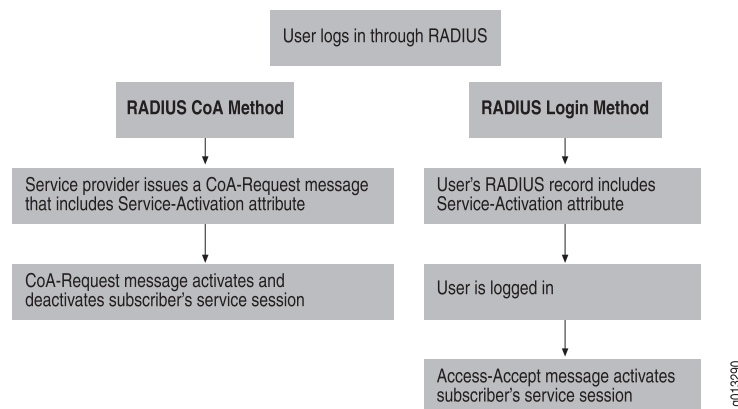 User logs in through RADIUS
RADIUS CoA Method
Service provider issues a CoA-Request message
that includes Service-Activation attribute
CoA-Request message activates and
deactivates subscriber's service session
RADIUS Login Method
User's RADIUS record includes
Service-Activation attribute
User is logged in
Access-Accept message activates
subscriber's service session
g013290